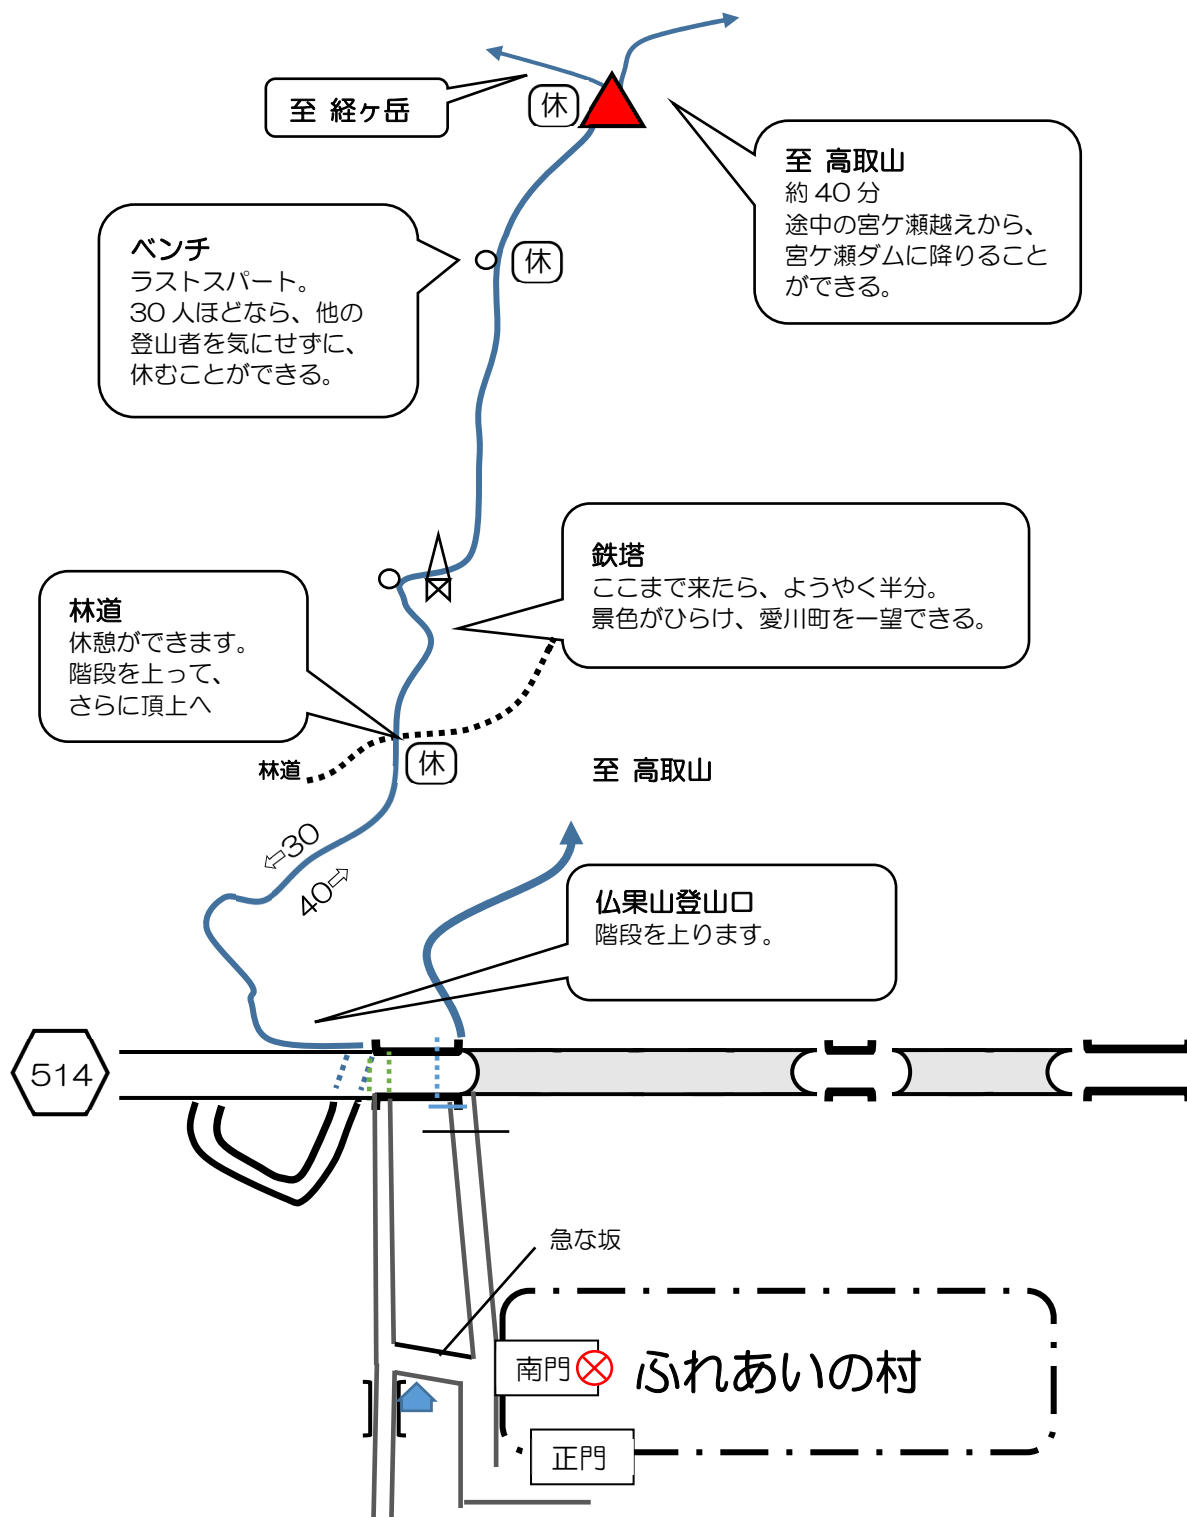 至 経ヶ岳
休
至 高取山
約 40 分
途中の宮ケ瀬越えから、
宮ケ瀬ダムに降りること
ができる。
ベンチ
ラストスパート。
30 人ほどなら、他の
登山者を気にせずに、
休むことができる。
休
鉄塔
ここまで来たら、ようやく半分。
景色がひらけ、愛川町を一望できる。
林道
休憩ができます。
階段を上って、
さらに頂上へ
休
林道
至 高取山
⇦30
40⇨
仏果山登山口
階段を上ります。
514
急な坂
南門
ふれあいの村
正門